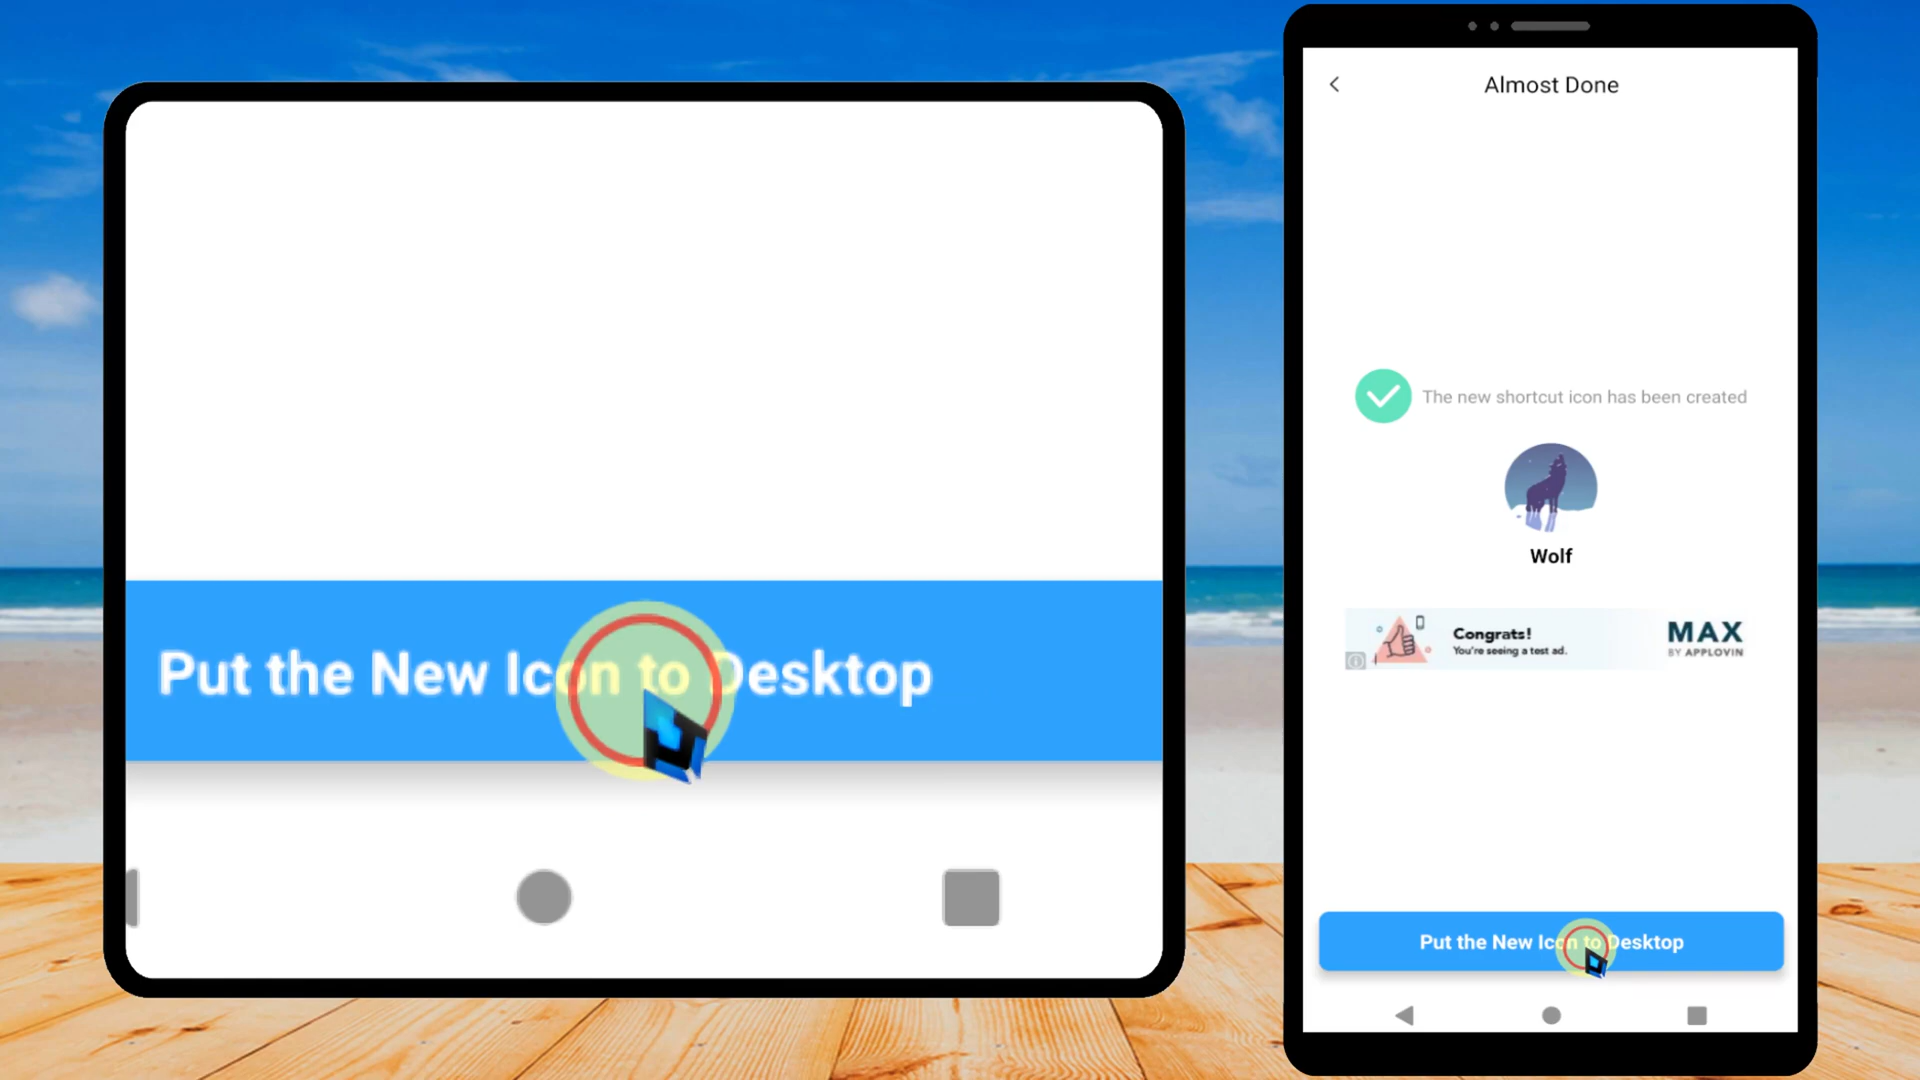 Put the New Icon to Desktop
Almost Done
The new shortcut icon has been created
Wolf
Congrats!
You're seeing a test ad.
MAX
BY APPLOVIN
Put the New Icon to Desktop